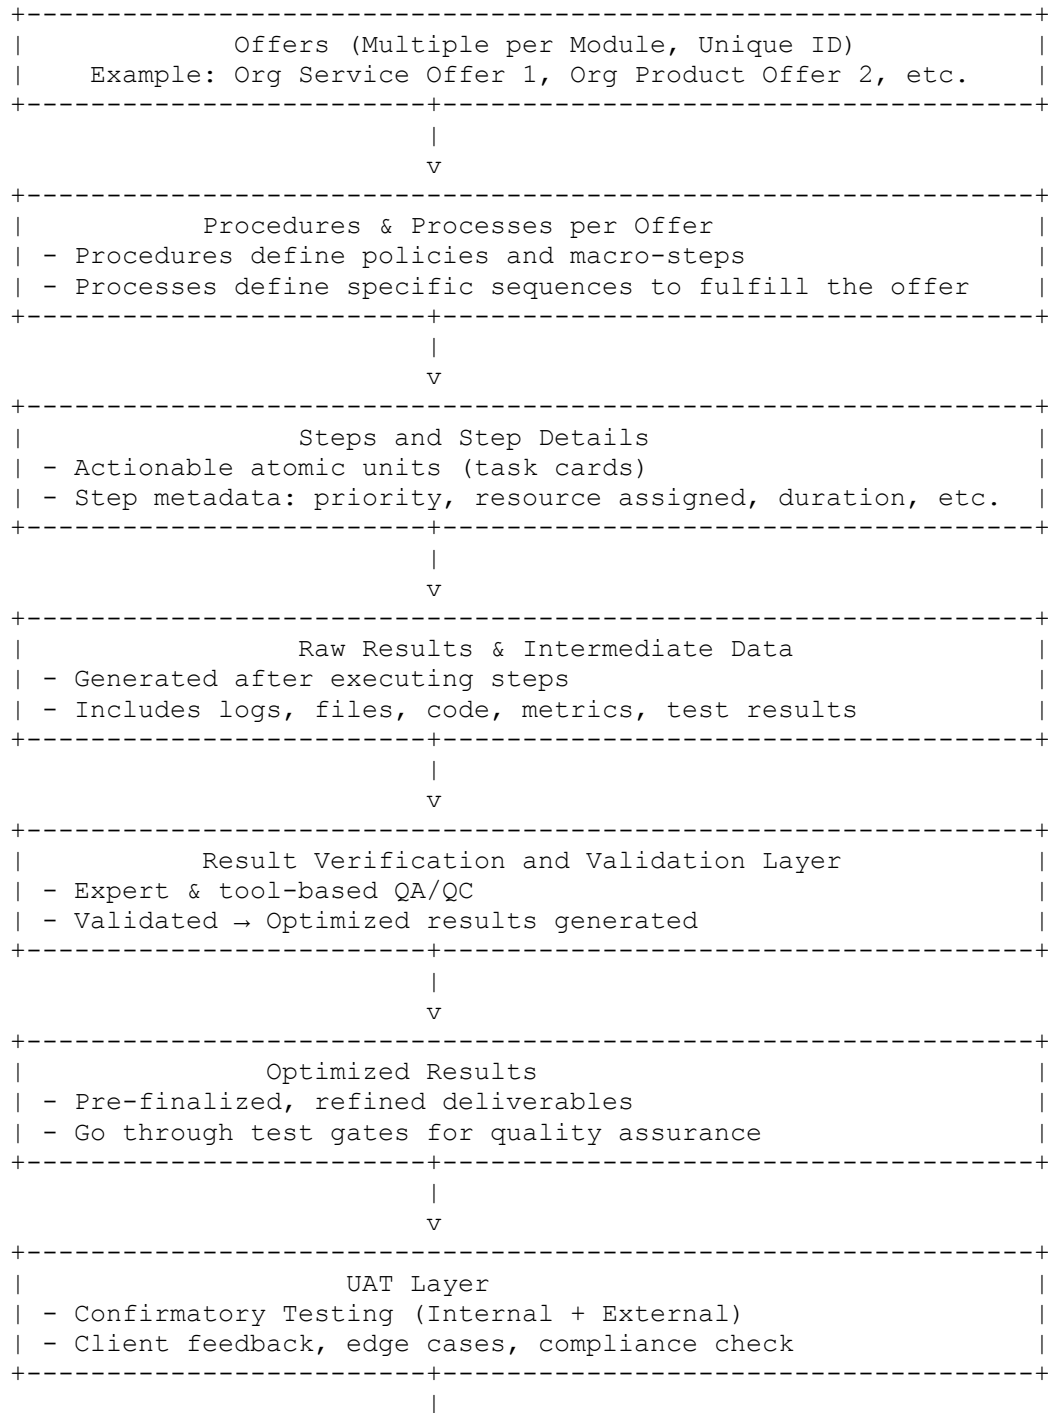 +---------------------------------------------------------------+
|             Offers (Multiple per Module, Unique ID)           |
|    Example: Org Service Offer 1, Org Product Offer 2, etc.    |
+-------------------------+-------------------------------------+
                          |
                          v
+---------------------------------------------------------------+
|           Procedures & Processes per Offer                    |
| - Procedures define policies and macro-steps                  |
| - Processes define specific sequences to fulfill the offer    |
+-------------------------+-------------------------------------+
                          |
                          v
+---------------------------------------------------------------+
|                 Steps and Step Details                        |
| - Actionable atomic units (task cards)                        |
| - Step metadata: priority, resource assigned, duration, etc.  |
+-------------------------+-------------------------------------+
                          |
                          v
+---------------------------------------------------------------+
|                 Raw Results & Intermediate Data               |
| - Generated after executing steps                             |
| - Includes logs, files, code, metrics, test results           |
+-------------------------+-------------------------------------+
                          |
                          v
+---------------------------------------------------------------+
|           Result Verification and Validation Layer            |
| - Expert & tool-based QA/QC                                   |
| - Validated → Optimized results generated                     |
+-------------------------+-------------------------------------+
                          |
                          v
+---------------------------------------------------------------+
|               Optimized Results                               |
| - Pre-finalized, refined deliverables                         |
| - Go through test gates for quality assurance                 |
+-------------------------+-------------------------------------+
                          |
                          v
+---------------------------------------------------------------+
|                    UAT Layer                                  |
| - Confirmatory Testing (Internal + External)                  |
| - Client feedback, edge cases, compliance check               |
+-------------------------+-------------------------------------+
                          |